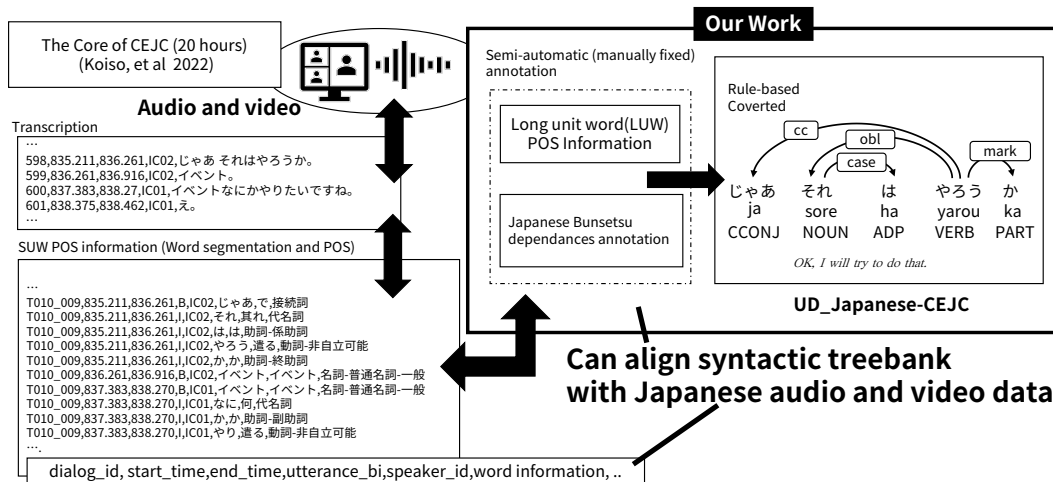 The Core of CEJC (20 hours)
(Koiso, et al 2022)
Audio and video
Transcription
…
598,835.211,836.261,IC02,じゃあ それはやろうか。
599,836.261,836.916,IC02,イベント。
600,837.383,838.27,IC01,イベントなにかやりたいですね。
601,838.375,838.462,IC01,え。
…
SUW POS information (Word segmentation and POS)
…
T010_009,835.211,836.261,B,IC02,じゃあ,で,接続詞
T010_009,835.211,836.261,I,IC02,それ,其れ,代名詞
T010_009,835.211,836.261,I,IC02,は,は,助詞-係助詞
T010_009,835.211,836.261,I,IC02,やろう,遣る,動詞-非自立可能
T010_009,835.211,836.261,I,IC02,か,か,助詞-終助詞
T010_009,836.261,836.916,B,IC02,イベント,イベント,名詞-普通名詞-一般
T010_009,837.383,838.270,B,IC01,イベント,イベント,名詞-普通名詞-一般
T010_009,837.383,838.270,I,IC01,なに,何,代名詞
T010_009,837.383,838.270,I,IC01,か,か,助詞-副助詞
T010_009,837.383,838.270,I,IC01,やり,遣る,動詞-非自立可能
….
dialog_id, start_time,end_time,utterance_bi,speaker_id,word information, ..
Our Work
Semi-automatic (manually fixed)
annotation
Long unit word(LUW)
POS Information
Japanese Bunsetsu
dependances annotation
Rule-based
Coverted
cc
obl
case
mark
じゃあ それ は やろう か
ja sore ha yarou ka
CCONJ NOUN ADP VERB PART
OK, I will try to do that.
UD_Japanese-CEJC
Can align syntactic treebank
with Japanese audio and video data